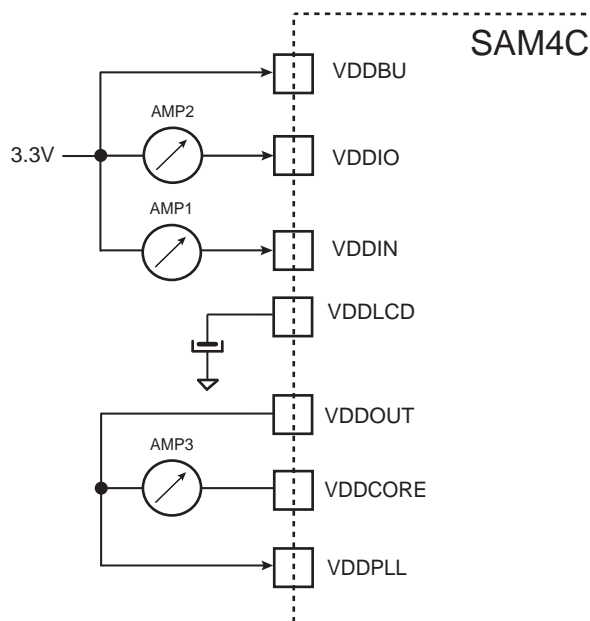 SAM4C
VDDBU
AMP2
3.3V
VDDIO
AMP1
VDDIN
VDDLCD
VDDOUT
AMP3
VDDCORE
VDDPLL